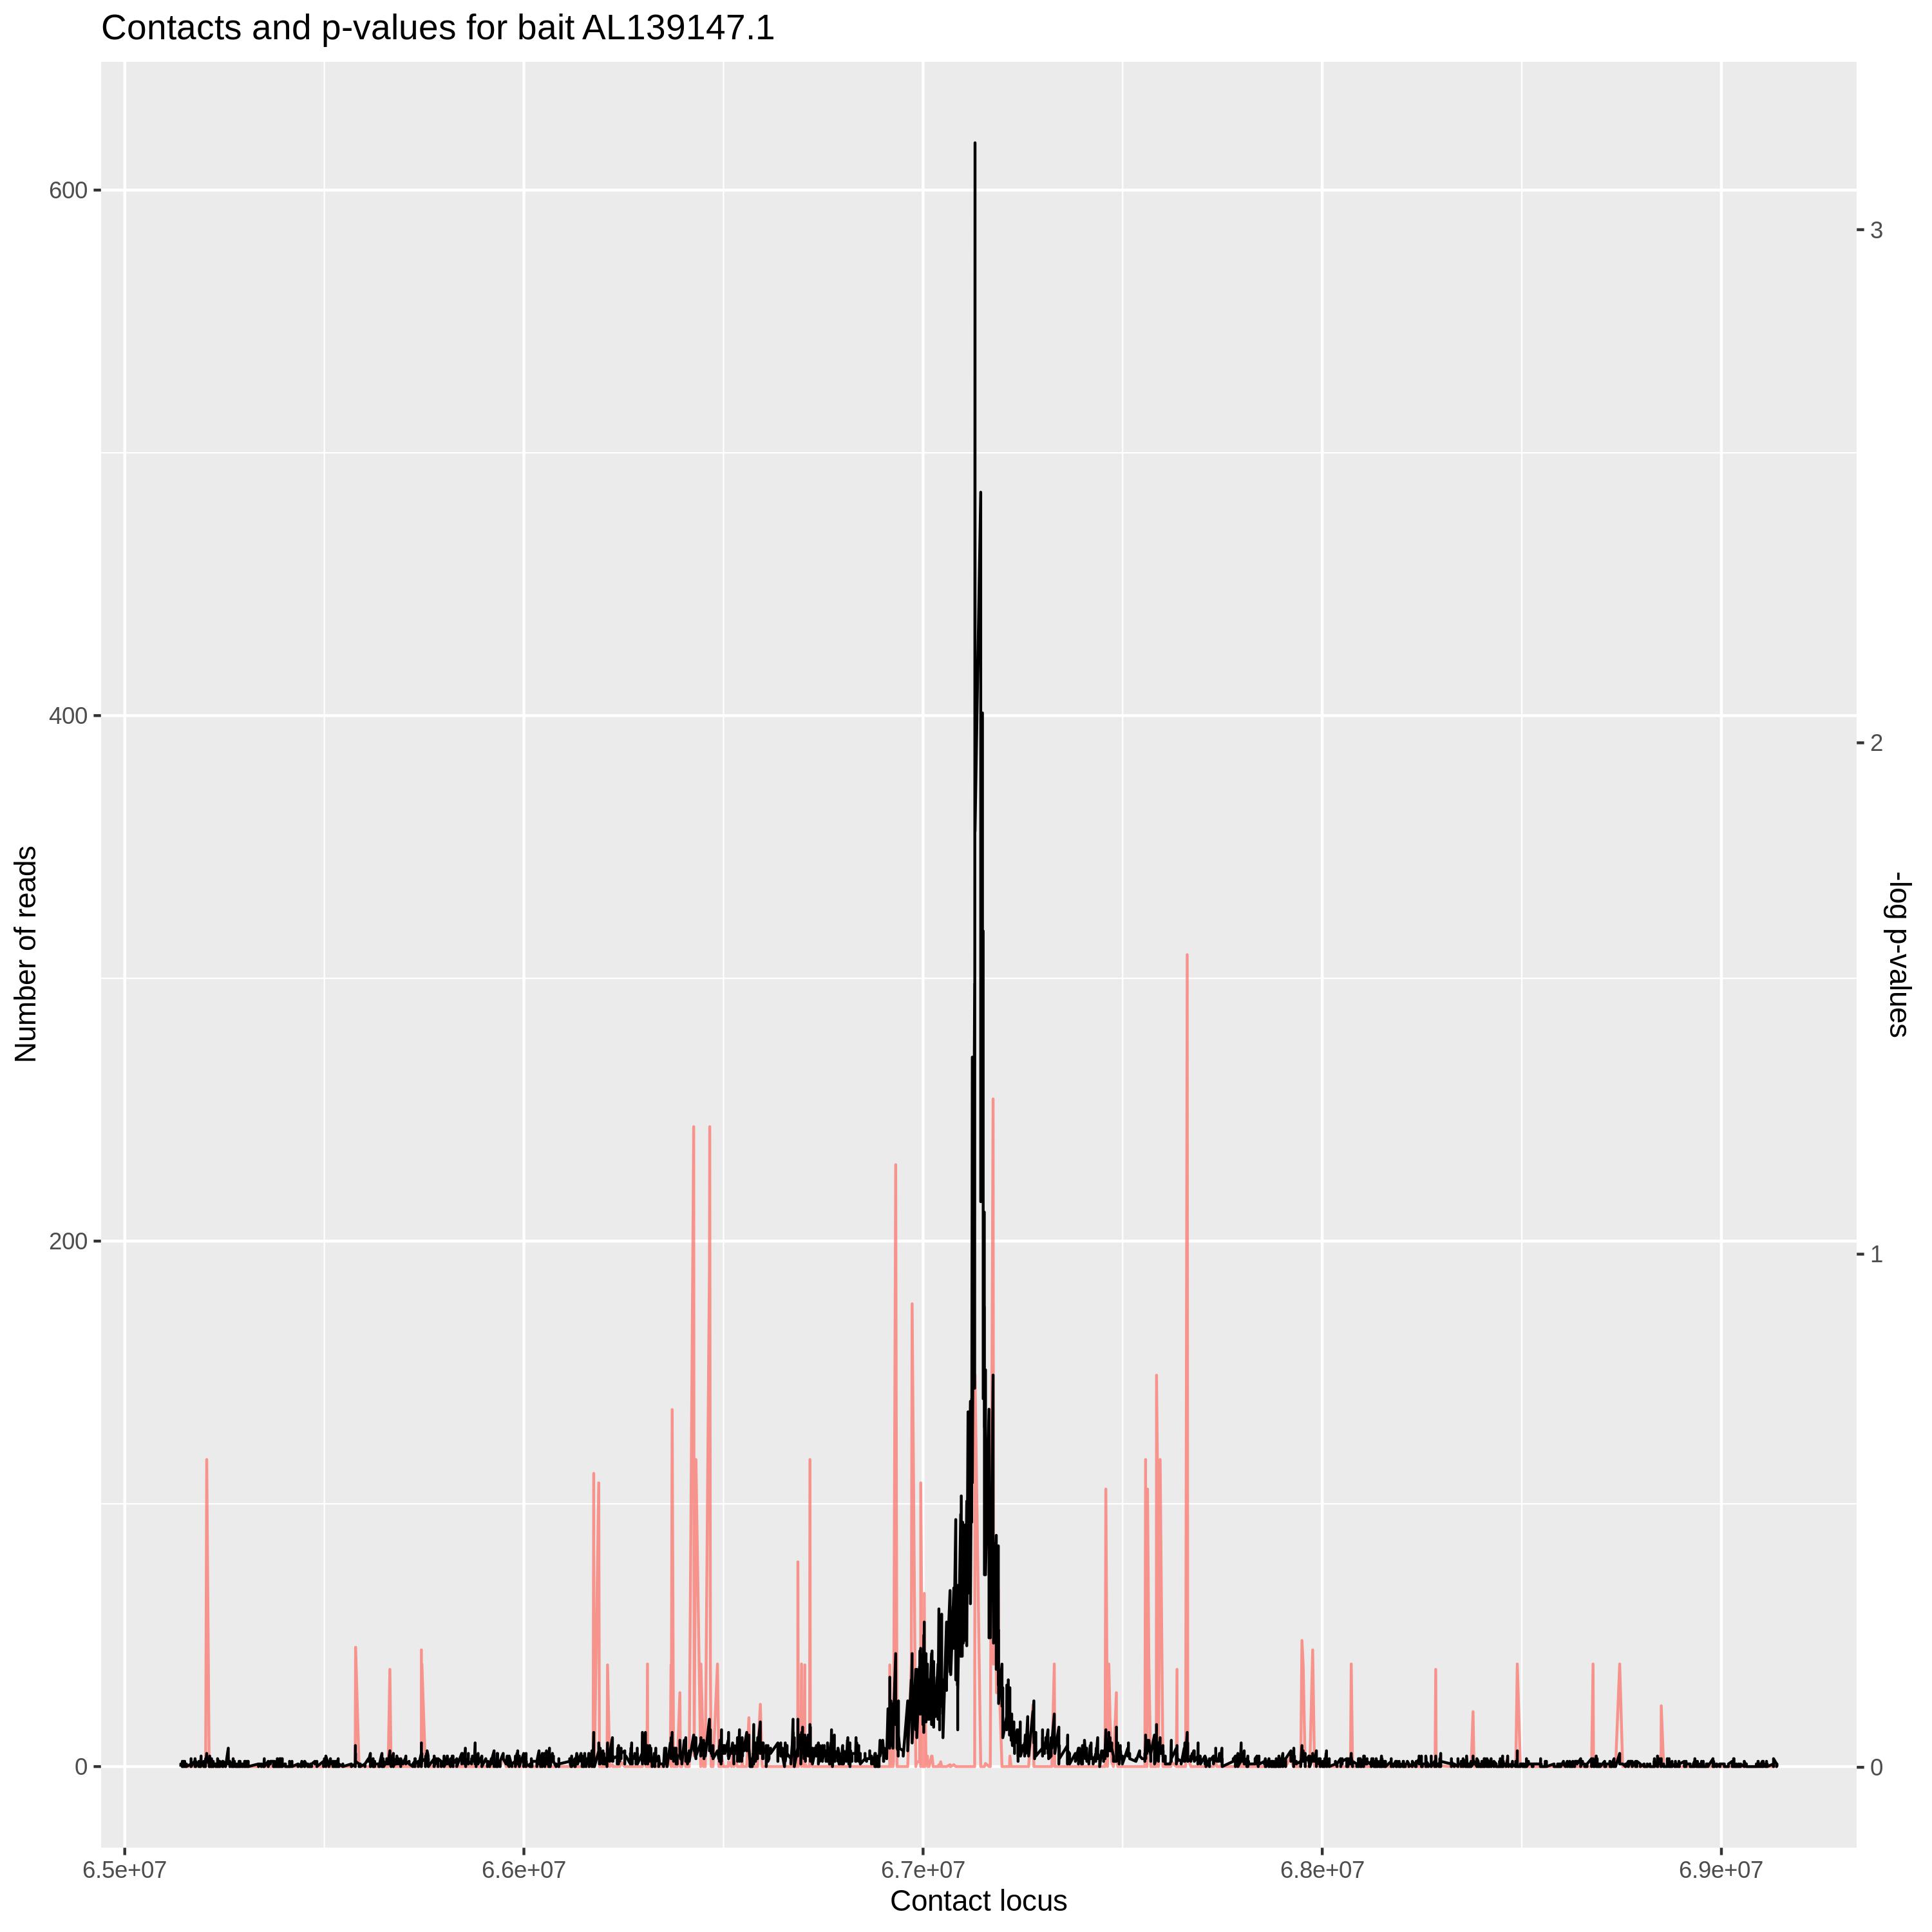 Contacts and p-values for bait AL139147.1
600
400
200
0
3
2
1
0
Number of reads
-log p-values
6.5e+07
6.6e+07
6.7e+07
6.8e+07
6.9e+07
Contact locus